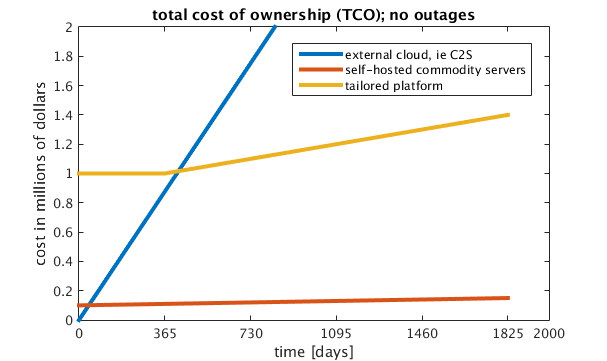 total cost of ownership (TCO); no outages
cost in millions of dollars
2
1.8
1.6
1.4
1.2
1
0.8
0.6
0.4
0.2
0
external cloud, ie C2S
self-hosted commodity servers
tailored platform
0 365 730 1095 1460 1825 2000
time [days]